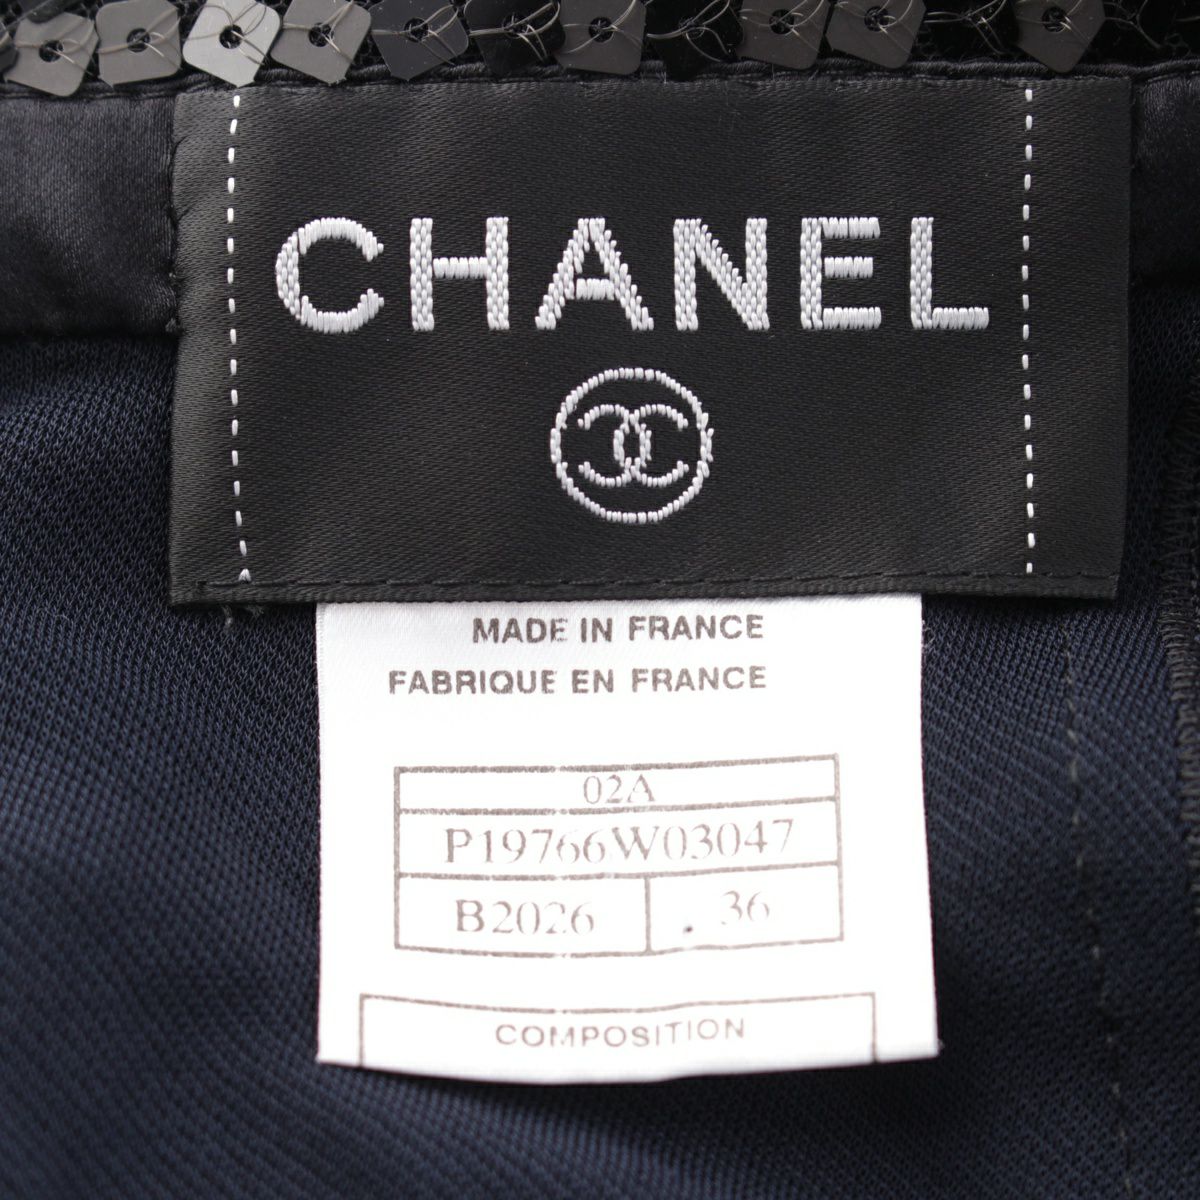 CHANEL
MADE IN FRANCE
FABRIQUE EN FRANCE
02A
P19766W03047
B2026 36
COMPOSITION